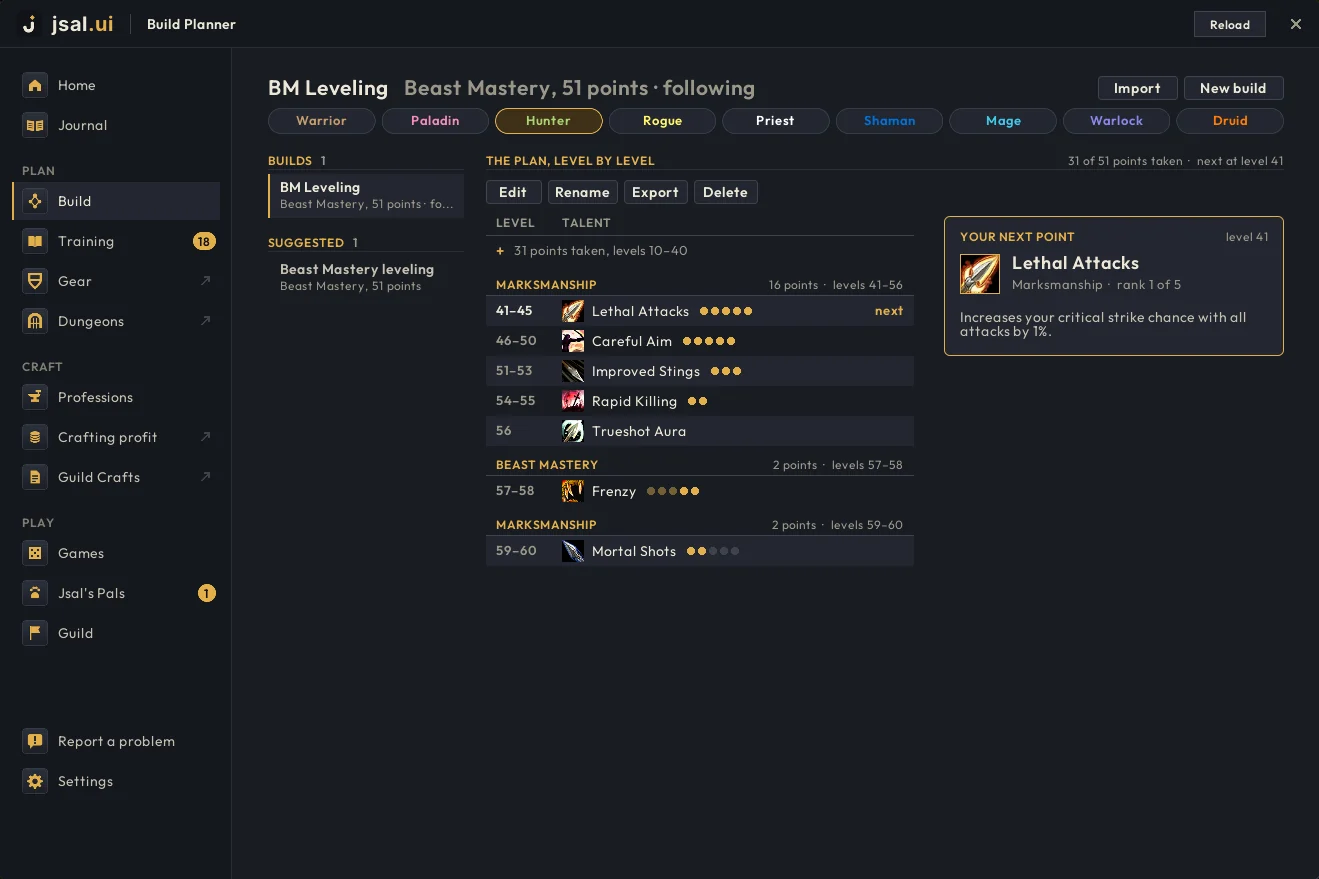 jsal.ui Build Planner Reload
Home
Journal
PLAN
Build
Training 18
Gear
Dungeons
CRAFT
Professions
Crafting profit
Guild Crafts
PLAY
Games
Jsal's Pals 1
Guild
Report a problem
Settings
BM Leveling Beast Mastery, 51 points · following Import New build
Warrior Paladin Hunter Rogue Priest Shaman Mage Warlock Druid
BUILDS 1
BM Leveling
Beast Mastery, 51 points · fo...
SUGGESTED 1
Beast Mastery leveling
Beast Mastery, 51 points
THE PLAN, LEVEL BY LEVEL 31 of 51 points taken · next at level 41
Edit Rename Export Delete
LEVEL TALENT
+ 31 points taken, levels 10–40
MARKSMANSHIP 16 points · levels 41–56
41–45 Lethal Attacks next
46–50 Careful Aim
51–53 Improved Stings
54–55 Rapid Killing
56 Trueshot Aura
BEAST MASTERY 2 points · levels 57–58
57–58 Frenzy
MARKSMANSHIP 2 points · levels 59–60
59–60 Mortal Shots
YOUR NEXT POINT level 41
Lethal Attacks
Marksmanship · rank 1 of 5
Increases your critical strike chance with all
attacks by 1%.